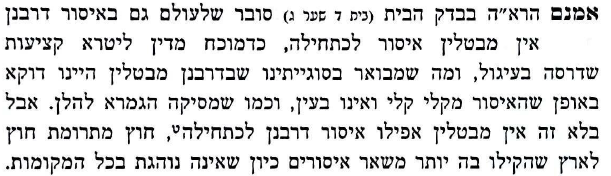 אמנם הרא״ה בבדק הבית (בית ד שער ג) סובר שלעולם גם באיסור דרבנן
אין מבטלין איסור לכתחילה, כדמוכח מדין ליטרא קציעות
שדרסה בעיגול, ומה שמבואר בסוגייתינו שבדרבנן מבטלין היינו דוקא
באופן שהאיסור מקלי קלי ואינו בעין, וכמו שמסיקה הגמרא להלן. אבל
בלא זה אין מבטלין אפילו איסור דרבנן לכתחילה⁠ט, חוץ מתרומת חוץ
לארץ שהקילו בה יותר משאר איסורים כיון שאינה נוהגת בכל המקומות.